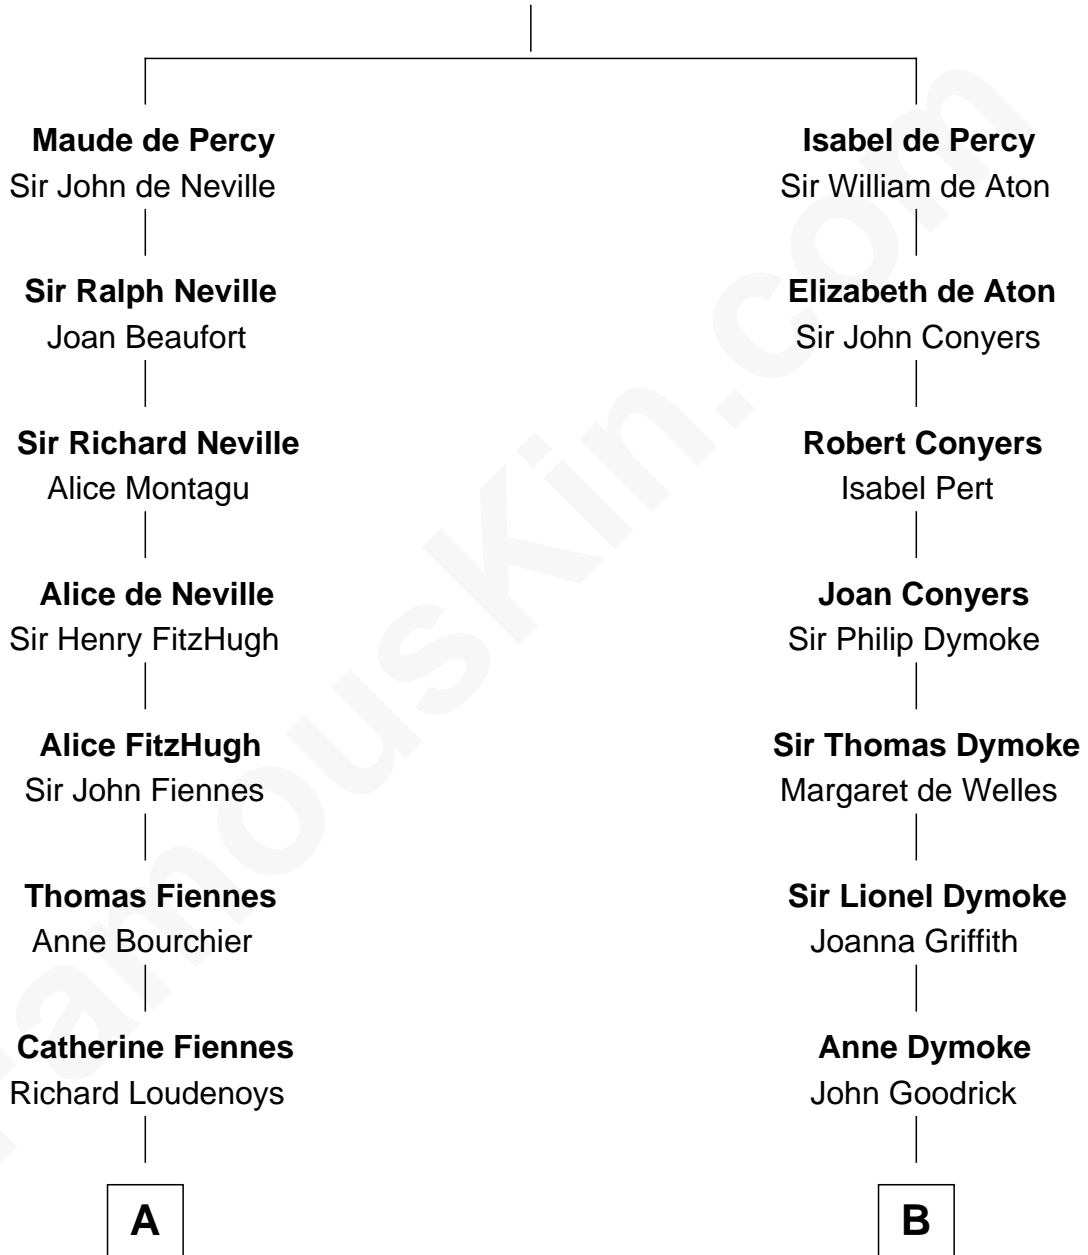 Maude de Percy
Sir John de Neville
Sir Ralph Neville
Joan Beaufort
Sir Richard Neville
Alice Montagu
Alice de Neville
Sir Henry FitzHugh
Alice FitzHugh
Sir John Fiennes
Thomas Fiennes
Anne Bourchier
Catherine Fiennes
Richard Loudenoys
A
Isabel de Percy
Sir William de Aton
Elizabeth de Aton
Sir John Conyers
Robert Conyers
Isabel Pert
Joan Conyers
Sir Philip Dymoke
Sir Thomas Dymoke
Margaret de Welles
Sir Lionel Dymoke
Joanna Griffith
Anne Dymoke
John Goodrick
B
FamousKin.com